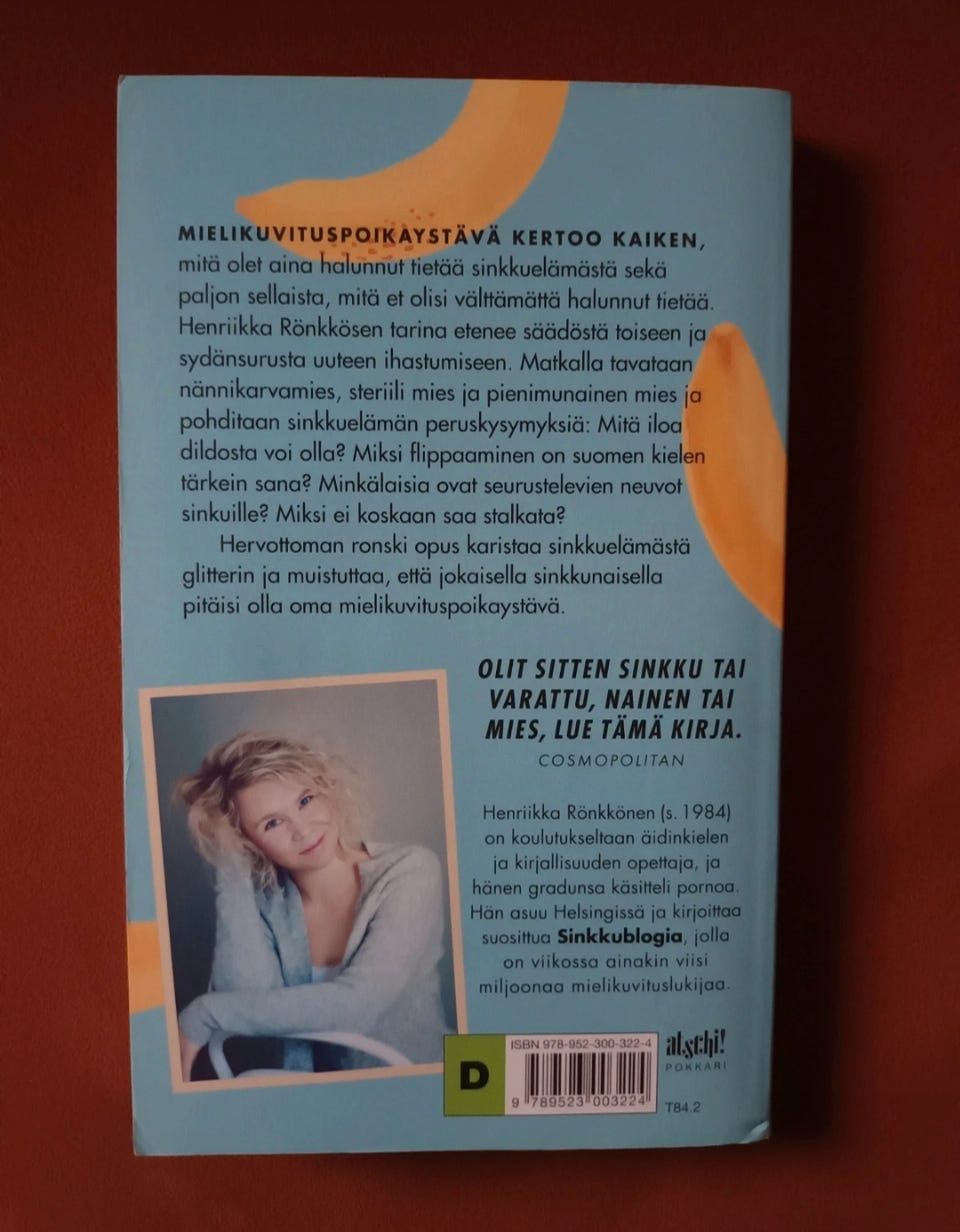 MIELIKUVITUSPOIKAYSTÄVÄ KERTOO KAIKEN,
mitä olet aina halunnut tietää sinkkuelämästä sekä
paljon sellaista, mitä et olisi välttämättä halunnut tietää.
Henriikka Rönkkösen tarina etenee säädöstä toiseen ja
sydänsurusta uuteen ihastumiseen. Matkalla tavataan
nännikarvamies, steriili mies ja pienimunainen mies ja
pohditaan sinkkuelämän peruskysymyksiä: Mitä iloa
dildosta voi olla? Miksi flippaaminen on suomen kielen
tärkein sana? Minkälaisia ovat seurustelevien neuvot
sinkuille? Miksi ei koskaan saa stalkata?
Hervottoman ronski opus karistaa sinkkuelämästä
glitterin ja muistuttaa, että jokaisella sinkkunaisella
pitäisi olla oma mielikuvituspoikaystävä.
OLIT SITTEN SINKKU TAI
VARATTU, NAINEN TAI
MIES, LUE TÄMÄ KIRJA.
COSMOPOLITAN
Henriikka Rönkkönen (s. 1984)
on koulutukseltaan äidinkielen
ja kirjallisuuden opettaja, ja
hänen gradunsa käsitteli pornoa.
Hän asuu Helsingissä ja kirjoittaa
suosittua Sinkkublogia, jolla
on viikossa ainakin viisi
miljoonaa mielikuvituslukijaa.
D
ISBN 978-952-300-322-4
9 789523 003224
atschi!
POKKARI
T84.2